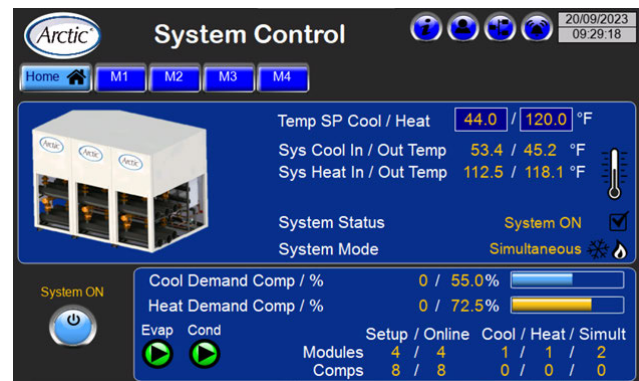 Arctic
System Control
20/09/2023
09:29:18
Home M1 M2 M3 M4
Temp SP Cool / Heat 44.0 / 120.0 °F
Sys Cool In / Out Temp 53.4 / 45.2 °F
Sys Heat In / Out Temp 112.5 / 118.1 °F
System Status System ON
System Mode Simultaneous
Arctic Arctic Arctic
System ON
Cool Demand Comp / % 0 / 55.0%
Heat Demand Comp / % 0 / 72.5%
Evap Cond
Setup / Online Cool / Heat / Simult
Modules 4 / 4 1 / 1 / 2
Comps 8 / 8 0 / 0 / 0